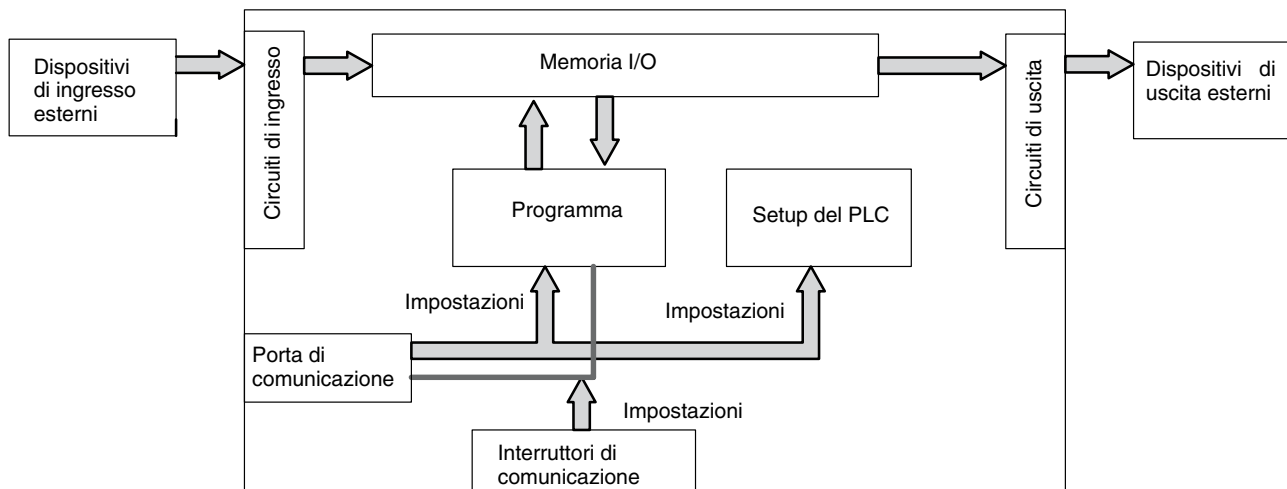 Dispositivi
di ingresso
esterni
Circuiti di ingresso
Memoria I/O
Circuiti di uscita
Dispositivi di
uscita esterni
Programma
Setup del PLC
Impostazioni
Impostazioni
Porta di
comunicazione
Impostazioni
Interruttori di
comunicazione